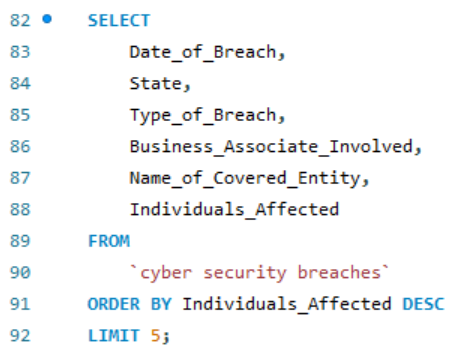 82 SELECT
83 Date_of_Breach,
84 State,
85 Type_of_Breach,
86 Business_Associate_Involved,
87 Name_of_Covered_Entity,
88 Individuals_Affected
89 FROM
90 `cyber security breaches`
91 ORDER BY Individuals_Affected DESC
92 LIMIT 5;